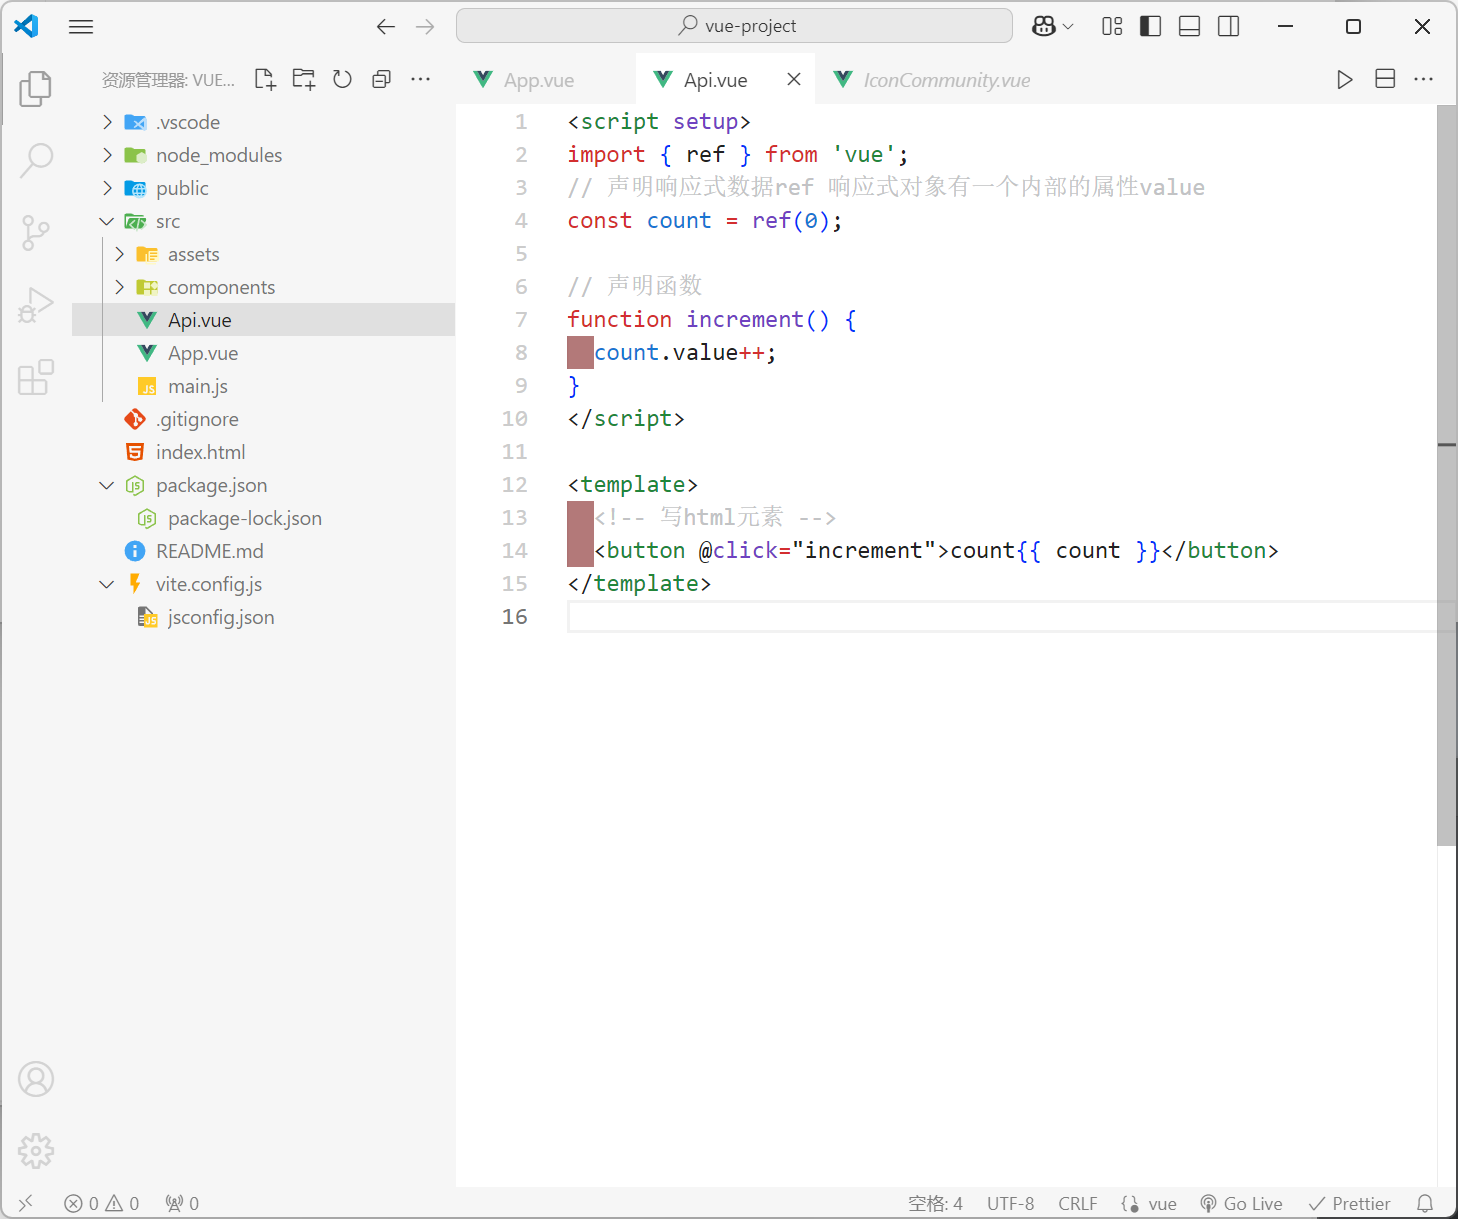 vue-project
资源管理器: VUE...
App.vue
Api.vue
IconCommunity.vue
.vscode
node_modules
public
src
assets
components
Api.vue
App.vue
main.js
.gitignore
index.html
package.json
package-lock.json
README.md
vite.config.js
jsconfig.json
1 <script setup>
2 import { ref } from 'vue';
3 // 声明响应式数据ref 响应式对象有一个内部的属性value
4 const count = ref(0);
5
6 // 声明函数
7 function increment() {
8 count.value++;
9 }
10 </script>
11
12 <template>
13 <!-- 写html元素 -->
14 <button @click="increment">count{{ count }}</button>
15 </template>
16
0 0 0 空格: 4 UTF-8 CRLF {} vue Go Live Prettier